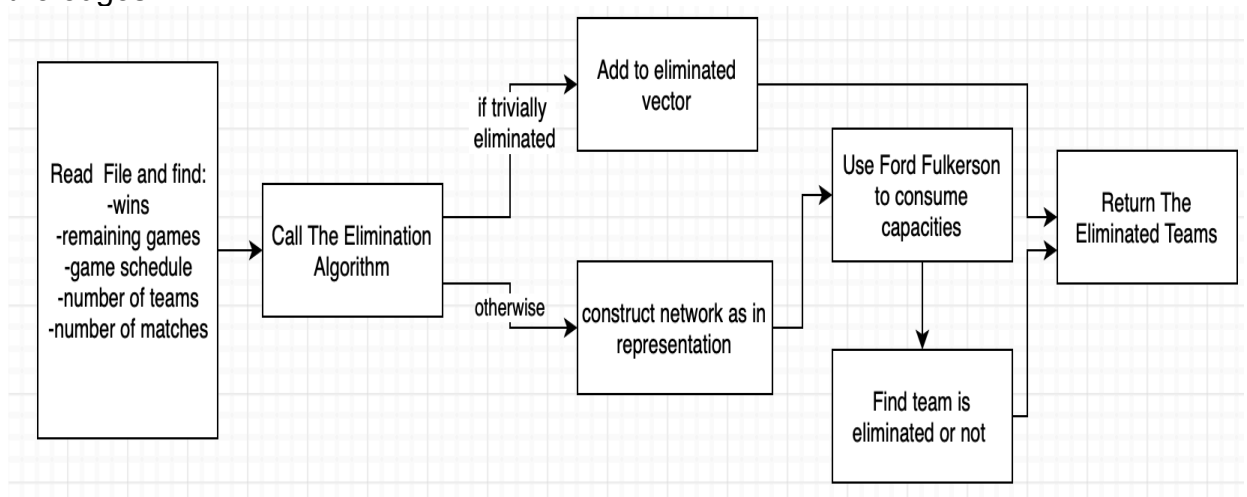 Read File and find:
-wins
-remaining games
-game schedule
-number of teams
-number of matches
Call The Elimination
Algorithm
if trivially
eliminated
Add to eliminated
vector
otherwise
construct network as in
representation
Use Ford Fulkerson
to consume
capacities
Find team is
eliminated or not
Return The
Eliminated Teams